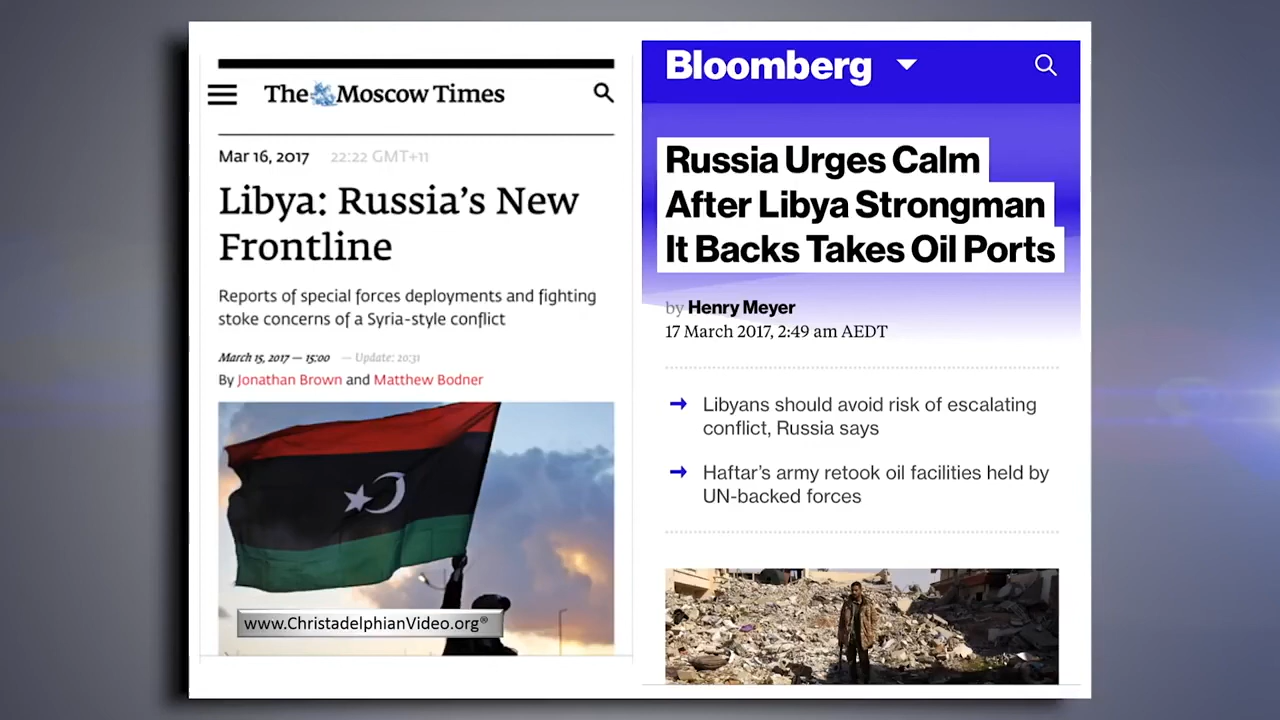 The Moscow Times
Mar 16, 2017 22:22 GMT+11
Libya: Russia's New
Frontline
Reports of special forces deployments and fighting
stoke concerns of a Syria-style conflict
March 15, 2017 — 15:00 — Update: 20:31
By Jonathan Brown and Matthew Bodner
www.ChristadelphianVideo.org®
Bloomberg
Russia Urges Calm
After Libya Strongman
It Backs Takes Oil Ports
by Henry Meyer
17 March 2017, 2:49 am AEDT
Libyans should avoid risk of escalating
conflict, Russia says
Haftar's army retook oil facilities held by
UN-backed forces